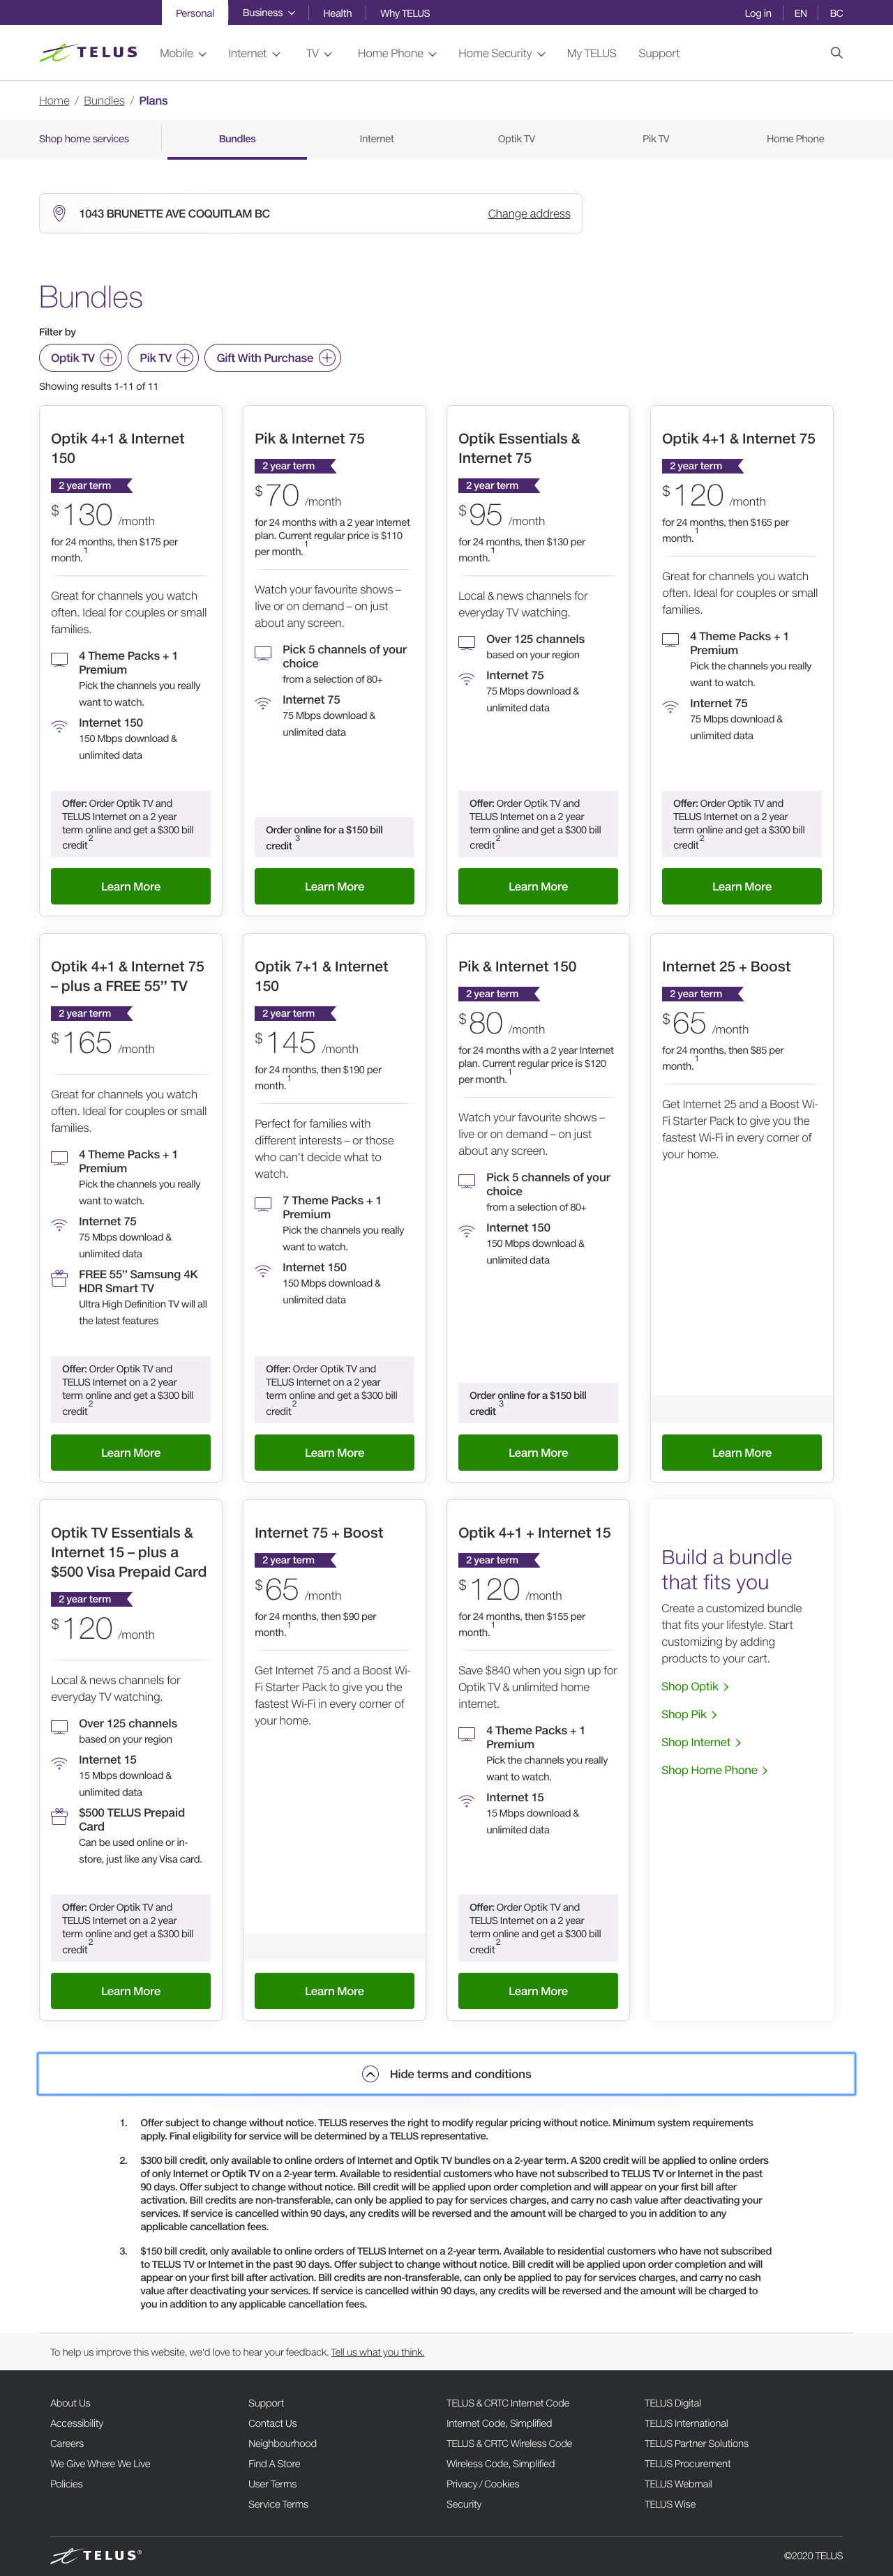 Personal
Business
Health
Why TELUS
Log in
EN
BC
TELUS
Mobile
Internet
TV
Home Phone
Home Security
My TELUS
Support
Home / Bundles / Plans
Shop home services
Bundles
Internet
Optik TV
Pik TV
Home Phone
1043 BRUNETTE AVE COQUITLAM BC
Change address
Bundles
Filter by
Optik TV
Pik TV
Gift With Purchase
Showing results 1-11 of 11
Optik 4+1 & Internet
150
2 year term
$130 /month
for 24 months, then $175 per
month.1
Great for channels you watch
often. Ideal for couples or small
families.
4 Theme Packs + 1
Premium
Pick the channels you really
want to watch.
Internet 150
150 Mbps download &
unlimited data
Offer: Order Optik TV and
TELUS Internet on a 2 year
term online and get a $300 bill
credit2
Learn More
Pik & Internet 75
2 year term
$70 /month
for 24 months with a 2 year Internet
plan. Current regular price is $110
per month.1
Watch your favourite shows –
live or on demand – on just
about any screen.
Pick 5 channels of your
choice
from a selection of 80+
Internet 75
75 Mbps download &
unlimited data
Order online for a $150 bill
credit 3
Learn More
Optik Essentials &
Internet 75
2 year term
$95 /month
for 24 months, then $130 per
month.1
Local & news channels for
everyday TV watching.
Over 125 channels
based on your region
Internet 75
75 Mbps download &
unlimited data
Offer: Order Optik TV and
TELUS Internet on a 2 year
term online and get a $300 bill
credit2
Learn More
Optik 4+1 & Internet 75
2 year term
$120 /month
for 24 months, then $165 per
month.1
Great for channels you watch
often. Ideal for couples or small
families.
4 Theme Packs + 1
Premium
Pick the channels you really
want to watch.
Internet 75
75 Mbps download &
unlimited data
Offer: Order Optik TV and
TELUS Internet on a 2 year
term online and get a $300 bill
credit2
Learn More
Optik 4+1 & Internet 75
– plus a FREE 55” TV
2 year term
$165 /month
Great for channels you watch
often. Ideal for couples or small
families.
4 Theme Packs + 1
Premium
Pick the channels you really
want to watch.
Internet 75
75 Mbps download &
unlimited data
FREE 55” Samsung 4K
HDR Smart TV
Ultra High Definition TV will all
the latest features
Offer: Order Optik TV and
TELUS Internet on a 2 year
term online and get a $300 bill
credit2
Learn More
Optik 7+1 & Internet
150
2 year term
$145 /month
for 24 months, then $190 per
month.1
Perfect for families with
different interests – or those
who can't decide what to
watch.
7 Theme Packs + 1
Premium
Pick the channels you really
want to watch.
Internet 150
150 Mbps download &
unlimited data
Offer: Order Optik TV and
TELUS Internet on a 2 year
term online and get a $300 bill
credit2
Learn More
Pik & Internet 150
2 year term
$80 /month
for 24 months with a 2 year Internet
plan. Current regular price is $120
per month.1
Watch your favourite shows –
live or on demand – on just
about any screen.
Pick 5 channels of your
choice
from a selection of 80+
Internet 150
150 Mbps download &
unlimited data
Order online for a $150 bill
credit 3
Learn More
Internet 25 + Boost
2 year term
$65 /month
for 24 months, then $85 per
month.1
Get Internet 25 and a Boost Wi-
Fi Starter Pack to give you the
fastest Wi-Fi in every corner of
your home.
Learn More
Optik TV Essentials &
Internet 15 – plus a
$500 Visa Prepaid Card
2 year term
$120 /month
Local & news channels for
everyday TV watching.
Over 125 channels
based on your region
Internet 15
15 Mbps download &
unlimited data
$500 TELUS Prepaid
Card
Can be used online or in-
store, just like any Visa card.
Offer: Order Optik TV and
TELUS Internet on a 2 year
term online and get a $300 bill
credit2
Learn More
Internet 75 + Boost
2 year term
$65 /month
for 24 months, then $90 per
month.1
Get Internet 75 and a Boost Wi-
Fi Starter Pack to give you the
fastest Wi-Fi in every corner of
your home.
Learn More
Optik 4+1 + Internet 15
2 year term
$120 /month
for 24 months, then $155 per
month.1
Save $840 when you sign up for
Optik TV & unlimited home
internet.
4 Theme Packs + 1
Premium
Pick the channels you really
want to watch.
Internet 15
15 Mbps download &
unlimited data
Offer: Order Optik TV and
TELUS Internet on a 2 year
term online and get a $300 bill
credit2
Learn More
Build a bundle
that fits you
Create a customized bundle
that fits your lifestyle. Start
customizing by adding
products to your cart.
Shop Optik
Shop Pik
Shop Internet
Shop Home Phone
Hide terms and conditions
1. Offer subject to change without notice. TELUS reserves the right to modify regular pricing without notice. Minimum system requirements
apply. Final eligibility for service will be determined by a TELUS representative.
2. $300 bill credit, only available to online orders of Internet and Optik TV bundles on a 2-year term. A $200 credit will be applied to online orders
of only Internet or Optik TV on a 2-year term. Available to residential customers who have not subscribed to TELUS TV or Internet in the past
90 days. Offer subject to change without notice. Bill credit will be applied upon order completion and will appear on your first bill after
activation. Bill credits are non-transferable, can only be applied to pay for services charges, and carry no cash value after deactivating your
services. If service is cancelled within 90 days, any credits will be reversed and the amount will be charged to you in addition to any
applicable cancellation fees.
3. $150 bill credit, only available to online orders of TELUS Internet on a 2-year term. Available to residential customers who have not subscribed
to TELUS TV or Internet in the past 90 days. Offer subject to change without notice. Bill credit will be applied upon order completion and will
appear on your first bill after activation. Bill credits are non-transferable, can only be applied to pay for services charges, and carry no cash
value after deactivating your services. If service is cancelled within 90 days, any credits will be reversed and the amount will be charged to
you in addition to any applicable cancellation fees.
To help us improve this website, we'd love to hear your feedback. Tell us what you think.
About Us
Accessibility
Careers
We Give Where We Live
Policies
Support
Contact Us
Neighbourhood
Find A Store
User Terms
Service Terms
TELUS & CRTC Internet Code
Internet Code, Simplified
TELUS & CRTC Wireless Code
Wireless Code, Simplified
Privacy / Cookies
Security
TELUS Digital
TELUS International
TELUS Partner Solutions
TELUS Procurement
TELUS Webmail
TELUS Wise
TELUS®
©2020 TELUS